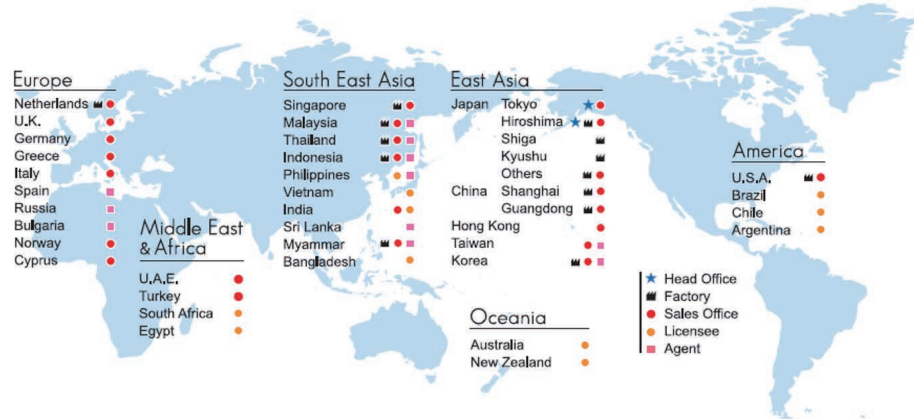 Europe
Netherlands
U.K.
Germany
Greece
Italy
Spain
Russia
Bulgaria
Norway
Cyprus
Middle East
& Africa
U.A.E.
Turkey
South Africa
Egypt
South East Asia
Singapore
Malaysia
Thailand
Indonesia
Philippines
Vietnam
India
Sri Lanka
Myanmar
Bangladesh
East Asia
Japan Tokyo
Hiroshima
Shiga
Kyushu
Others
China Shanghai
Guangdong
Hong Kong
Taiwan
Korea
Oceania
Australia
New Zealand
America
U.S.A.
Brazil
Chile
Argentina
Head Office
Factory
Sales Office
Licensee
Agent